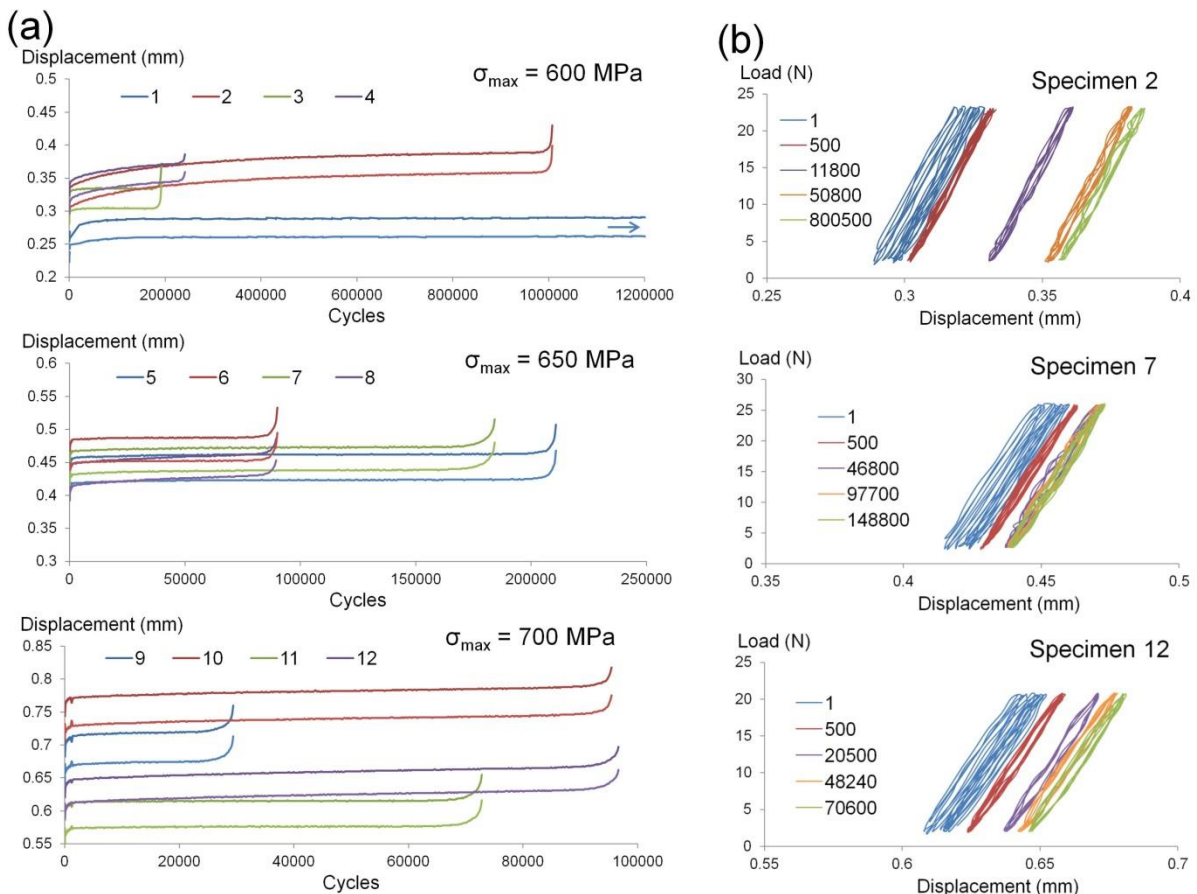 (a)
Displacement (mm)
σmax = 600 MPa
1 2 3 4
0.5
0.45
0.4
0.35
0.3
0.25
0.2
0 200000 400000 600000 800000 1000000 1200000
Cycles
Displacement (mm)
σmax = 650 MPa
5 6 7 8
0.6
0.55
0.5
0.45
0.4
0.35
0.3
0 50000 100000 150000 200000 250000
Cycles
Displacement (mm)
σmax = 700 MPa
9 10 11 12
0.85
0.8
0.75
0.7
0.65
0.6
0.55
0 20000 40000 60000 80000 100000
Cycles
(b)
Load (N)
Specimen 2
25
20
15
10
5
0
1
500
11800
50800
800500
0.25 0.3 0.35 0.4
Displacement (mm)
Load (N)
Specimen 7
30
25
20
15
10
5
0
1
500
46800
97700
148800
0.35 0.4 0.45 0.5
Displacement (mm)
Load (N)
Specimen 12
25
20
15
10
5
0
1
500
20500
48240
70600
0.55 0.6 0.65 0.7
Displacement (mm)